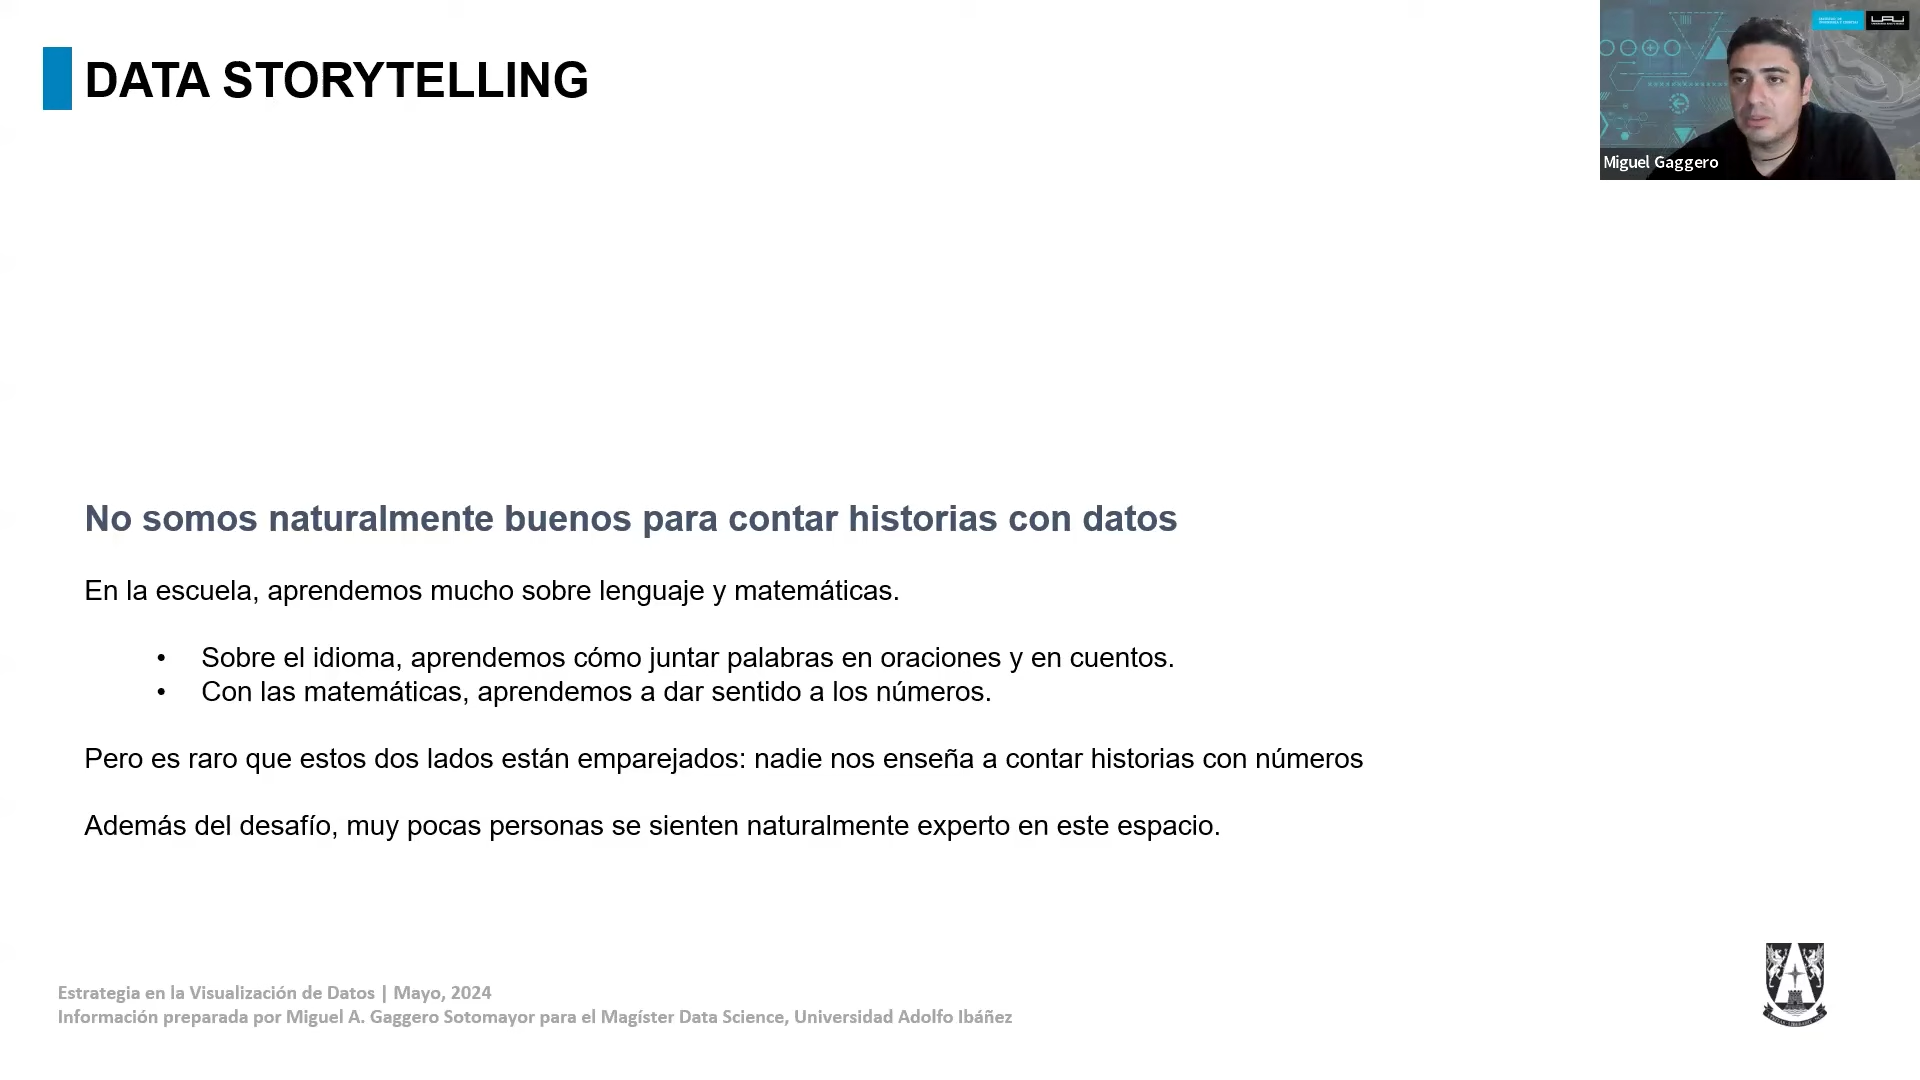 DATA STORYTELLING
Miguel Gaggero
No somos naturalmente buenos para contar historias con datos
En la escuela, aprendemos mucho sobre lenguaje y matemáticas.
• Sobre el idioma, aprendemos cómo juntar palabras en oraciones y en cuentos.
• Con las matemáticas, aprendemos a dar sentido a los números.
Pero es raro que estos dos lados están emparejados: nadie nos enseña a contar historias con números
Además del desafío, muy pocas personas se sienten naturalmente experto en este espacio.
Estrategia en la Visualización de Datos | Mayo, 2024
Información preparada por Miguel A. Gaggero Sotomayor para el Magíster Data Science, Universidad Adolfo Ibáñez